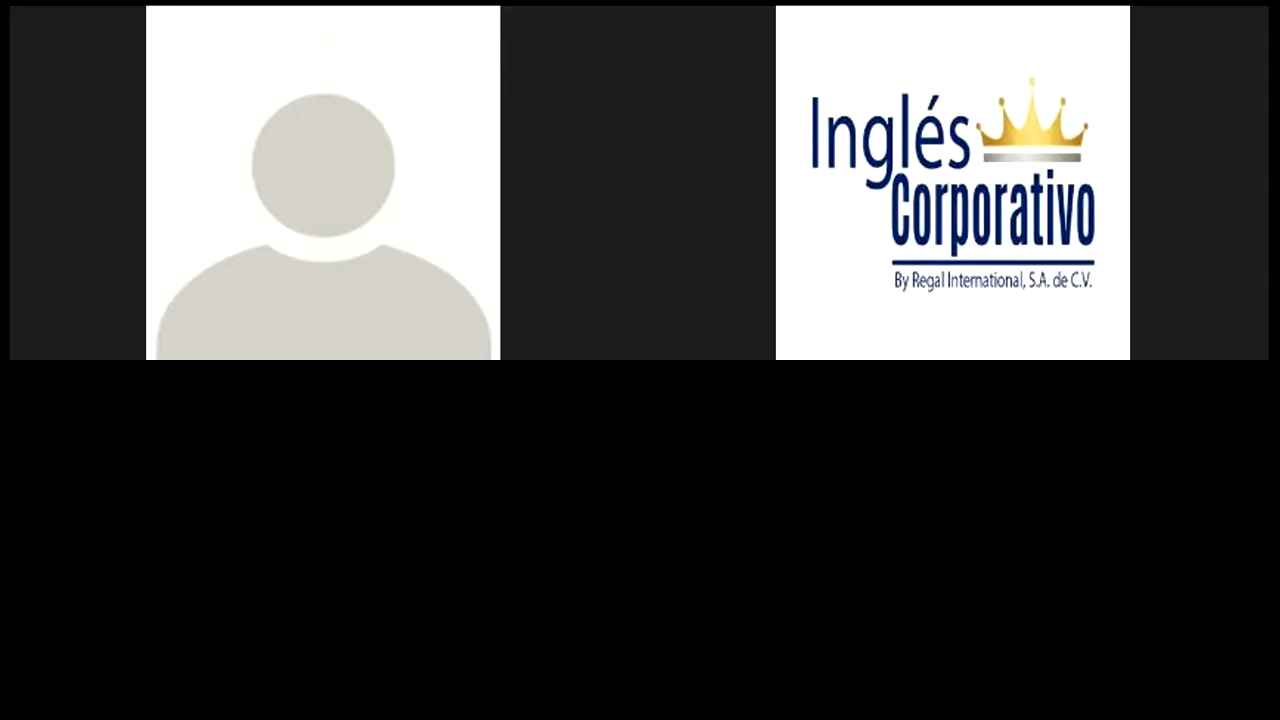 Inglés
Corporativo
By Regal International, S.A. de C.V.